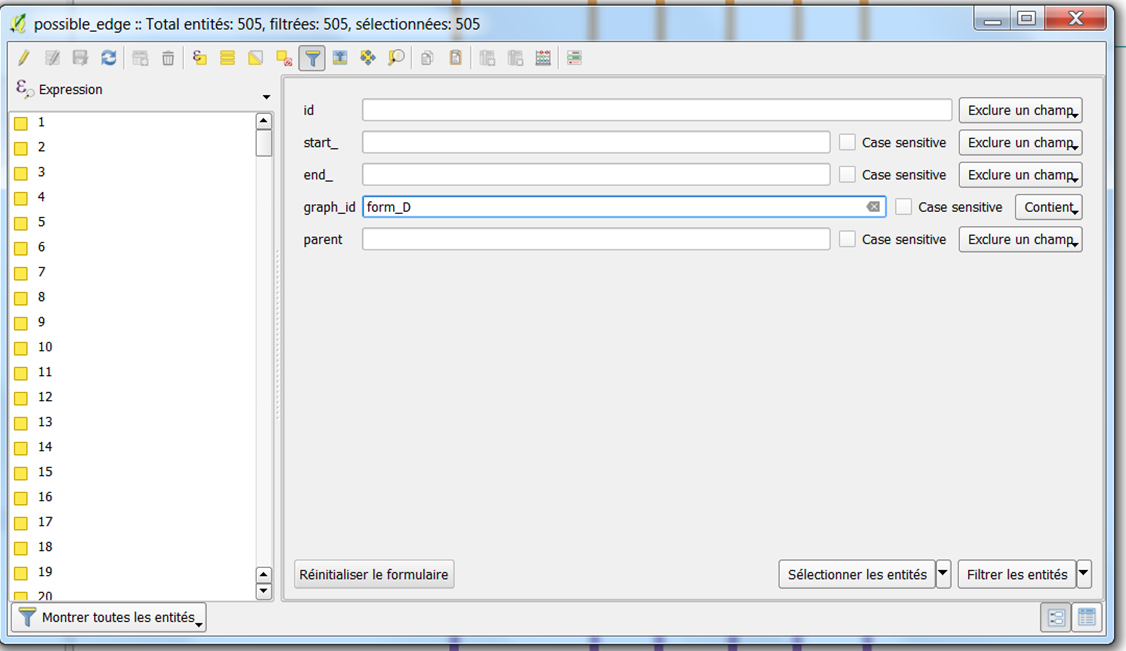 possible_edge :: Total entités: 505, filtrées: 505, sélectionnées: 505
Expression
1
2
3
4
5
6
7
8
9
10
11
12
13
14
15
16
17
18
19
20
id Exclure un champ
start_ Case sensitive Exclure un champ
end_ Case sensitive Exclure un champ
graph_id form_D Case sensitive Contient
parent Case sensitive Exclure un champ
Réinitialiser le formulaire Sélectionner les entités Filtrer les entités
Montrer toutes les entités